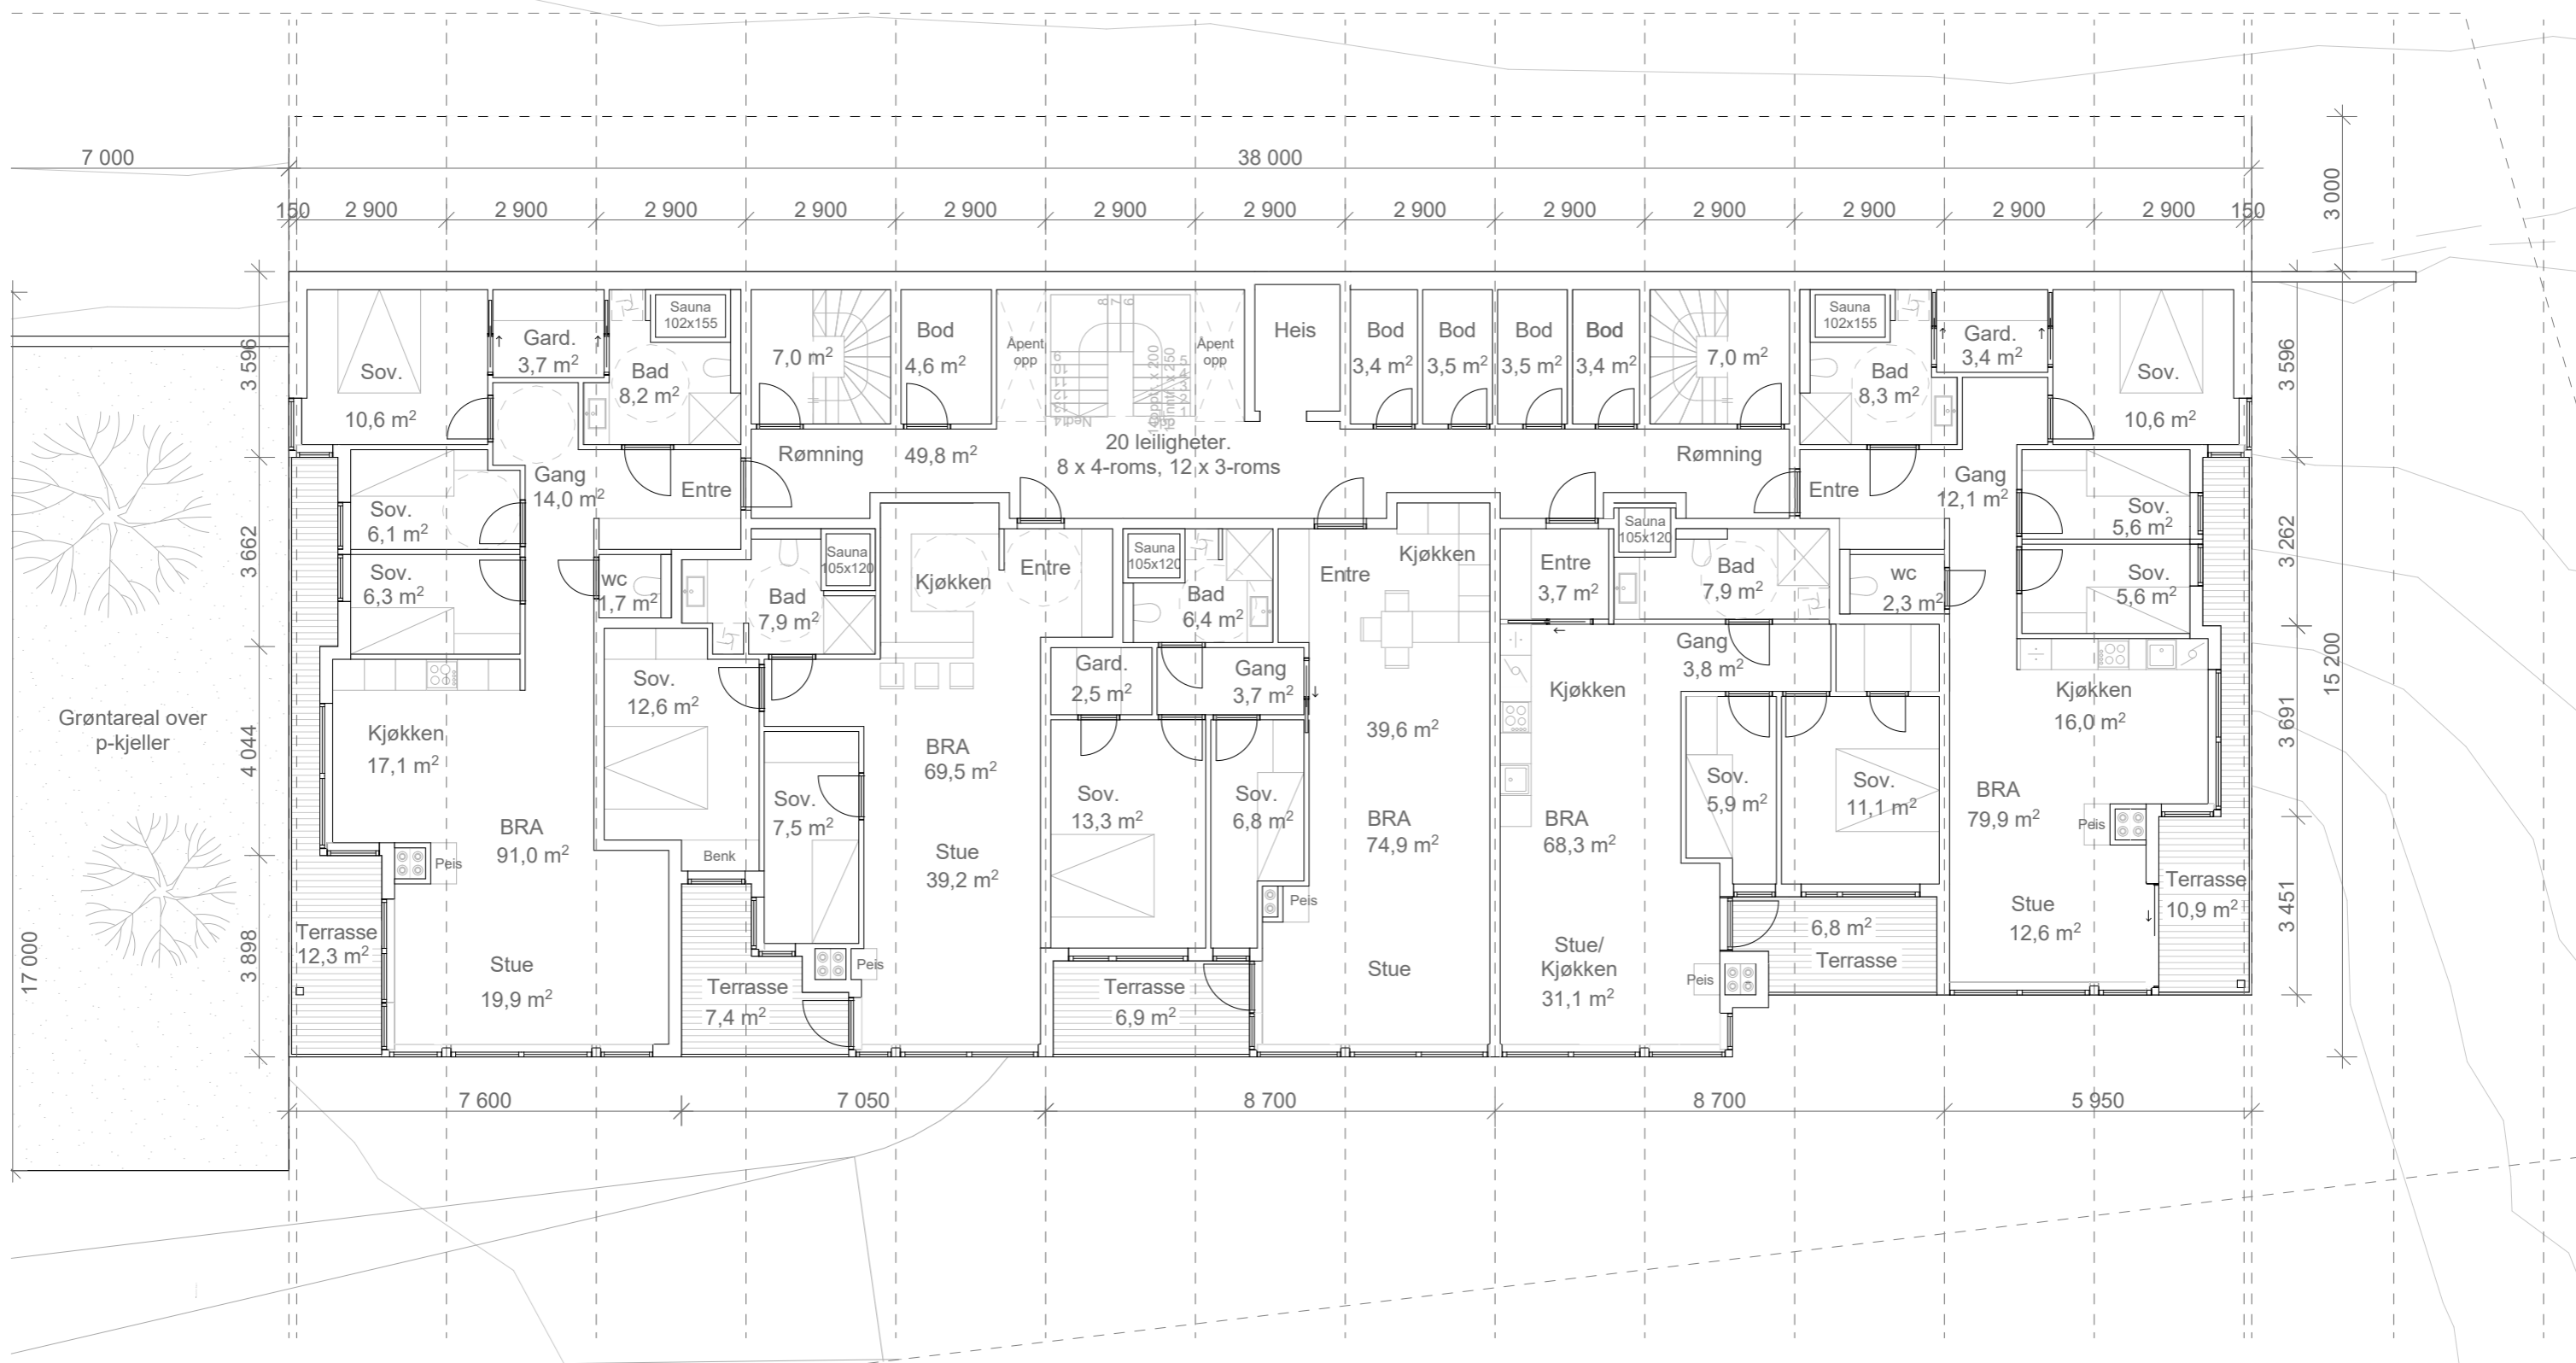 7 000
38 000
3 000
150
2 900
2 900
2 900
2 900
2 900
2 900
2 900
2 900
2 900
2 900
2 900
2 900
2 900
150
3 596
3 662
4 044
3 898
17 000
Grøntareal over
p-kjeller
Sov.
10,6 m²
Gard.
3,7 m²
Sauna
102x155
Bad
8,2 m²
7,0 m²
Bod
4,6 m²
Åpent
opp
Åpent
opp
Heis
Bod
3,4 m²
Bod
3,5 m²
Bod
3,5 m²
Bod
3,4 m²
7,0 m²
Sauna
102x155
Bad
8,3 m²
Gard.
3,4 m²
Sov.
10,6 m²
Rømning
49,8 m²
20 leiligheter.
8 x 4-roms, 12 x 3-roms
Rømning
Sov.
6,1 m²
Gang
14,0 m²
Entre
Sov.
6,3 m²
wc
1,7 m²
Kjøkken
17,1 m²
BRA
91,0 m²
Peis
Stue
19,9 m²
Terrasse
12,3 m²
Sauna
105x120
Bad
7,9 m²
Sov.
12,6 m²
Benk
Sov.
7,5 m²
Terrasse
7,4 m²
Peis
Kjøkken
Entre
BRA
69,5 m²
Stue
39,2 m²
Sauna
105x120
Bad
6,4 m²
Gard.
2,5 m²
Gang
3,7 m²
Sov.
13,3 m²
Sov.
6,8 m²
Peis
Terrasse
6,9 m²
Entre
Kjøkken
39,6 m²
BRA
74,9 m²
Stue
Entre
3,7 m²
Sauna
105x120
Bad
7,9 m²
Gang
3,8 m²
Kjøkken
BRA
68,3 m²
Sov.
5,9 m²
Sov.
11,1 m²
Stue/
Kjøkken
31,1 m²
Peis
6,8 m²
Terrasse
Entre
Gang
12,1 m²
Sov.
5,6 m²
Sov.
5,6 m²
wc
2,3 m²
Kjøkken
16,0 m²
BRA
79,9 m²
Peis
Stue
12,6 m²
Terrasse
10,9 m²
3 596
3 262
3 691
3 451
15 200
7 600
7 050
8 700
8 700
5 950